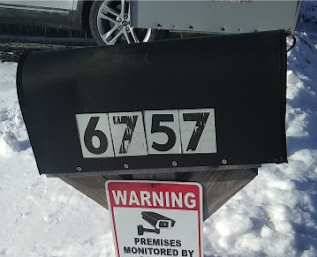 6757
WARNING
PREMISES
MONITORED BY